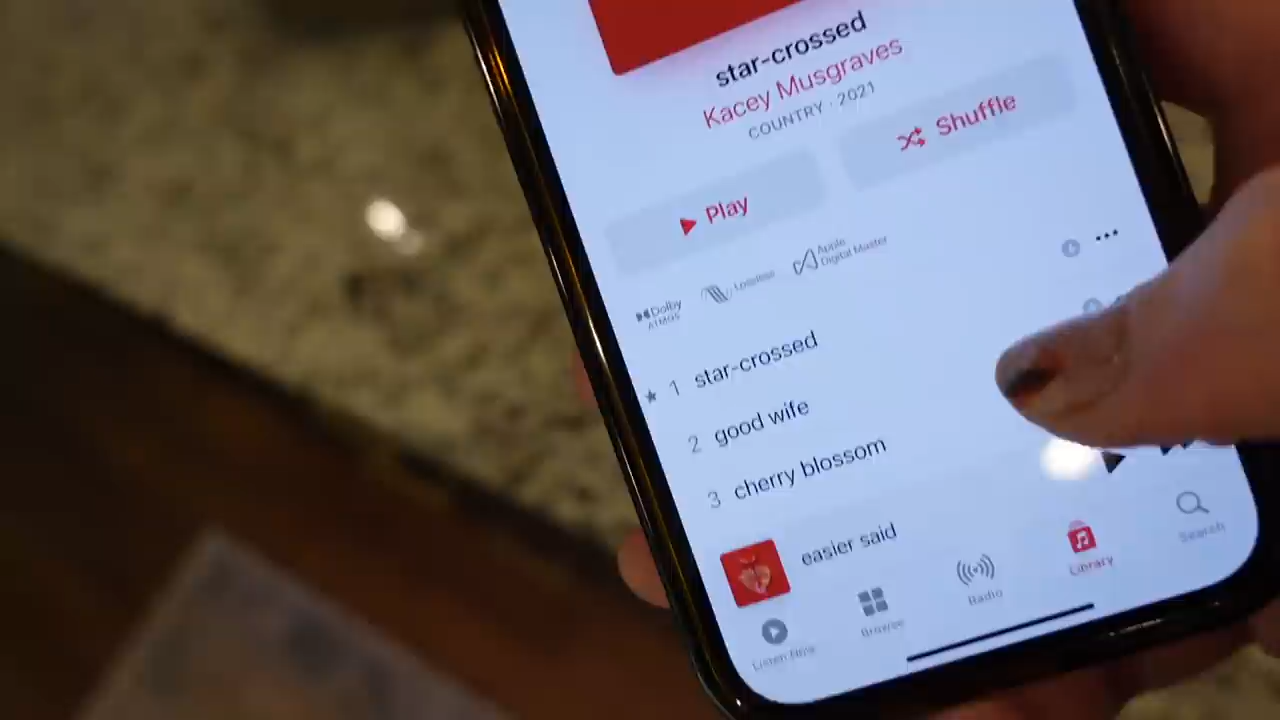 star-crossed
Kacey Musgraves
COUNTRY · 2021
Play
Shuffle
Dolby
ATMOS
Lossless
Apple
Digital Master
1 star-crossed
2 good wife
3 cherry blossom
easier said
Listen Now
Browse
Radio
Library
Search